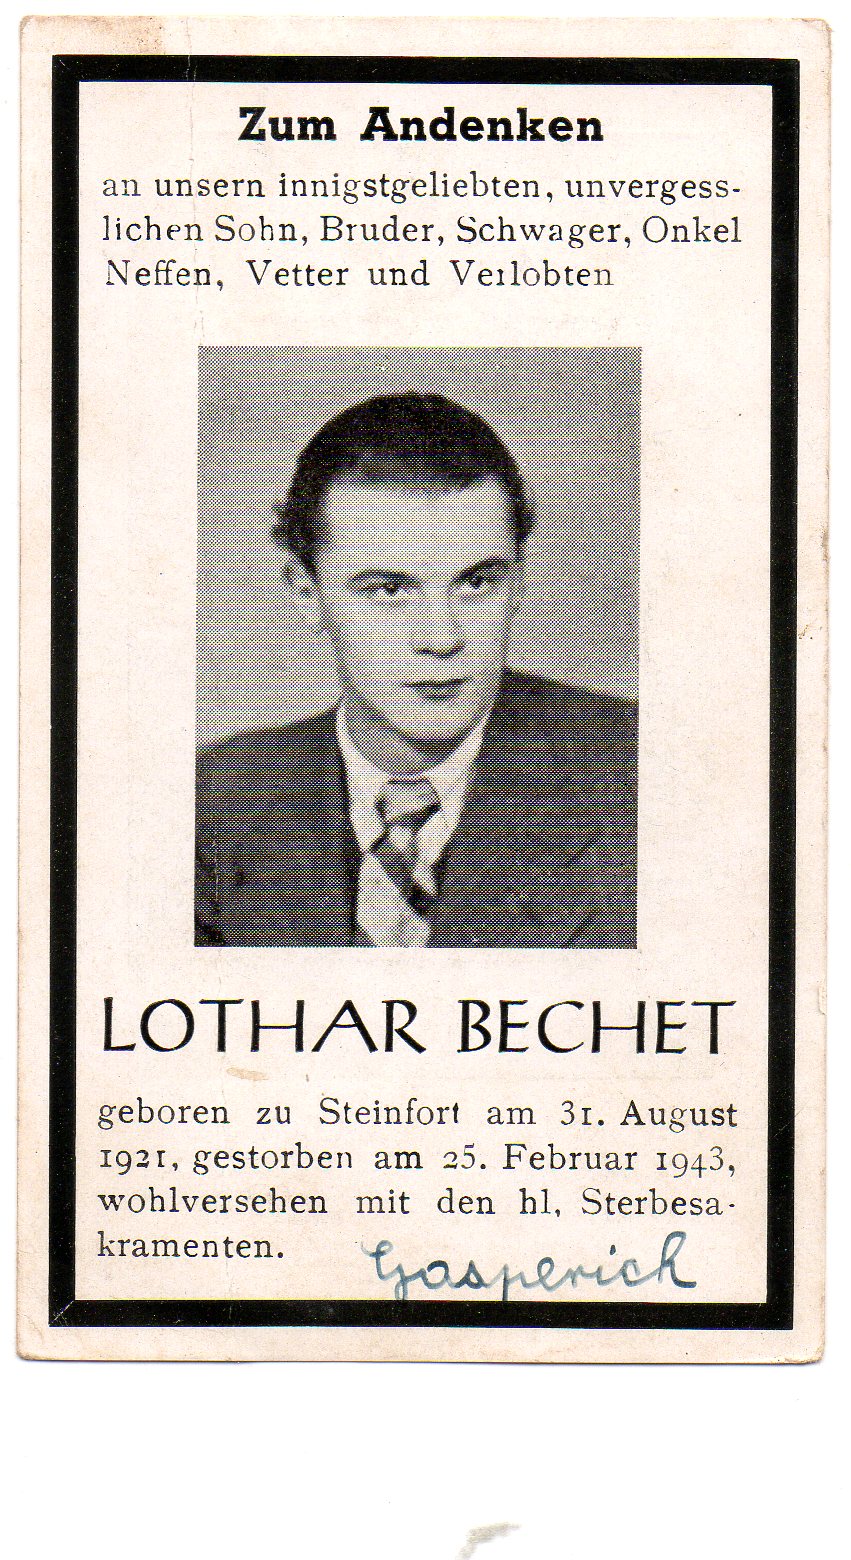 Zum Andenken
an unsern innigstgeliebten, unvergess-
lichen Sohn, Bruder, Schwager, Onkel
Neffen, Vetter und Verlobten
LOTHAR BECHET
geboren zu Steinfort am 31. August
1921, gestorben am 25. Februar 1943,
wohlversehen mit den hl, Sterbesa-
kramenten.
Gasperich